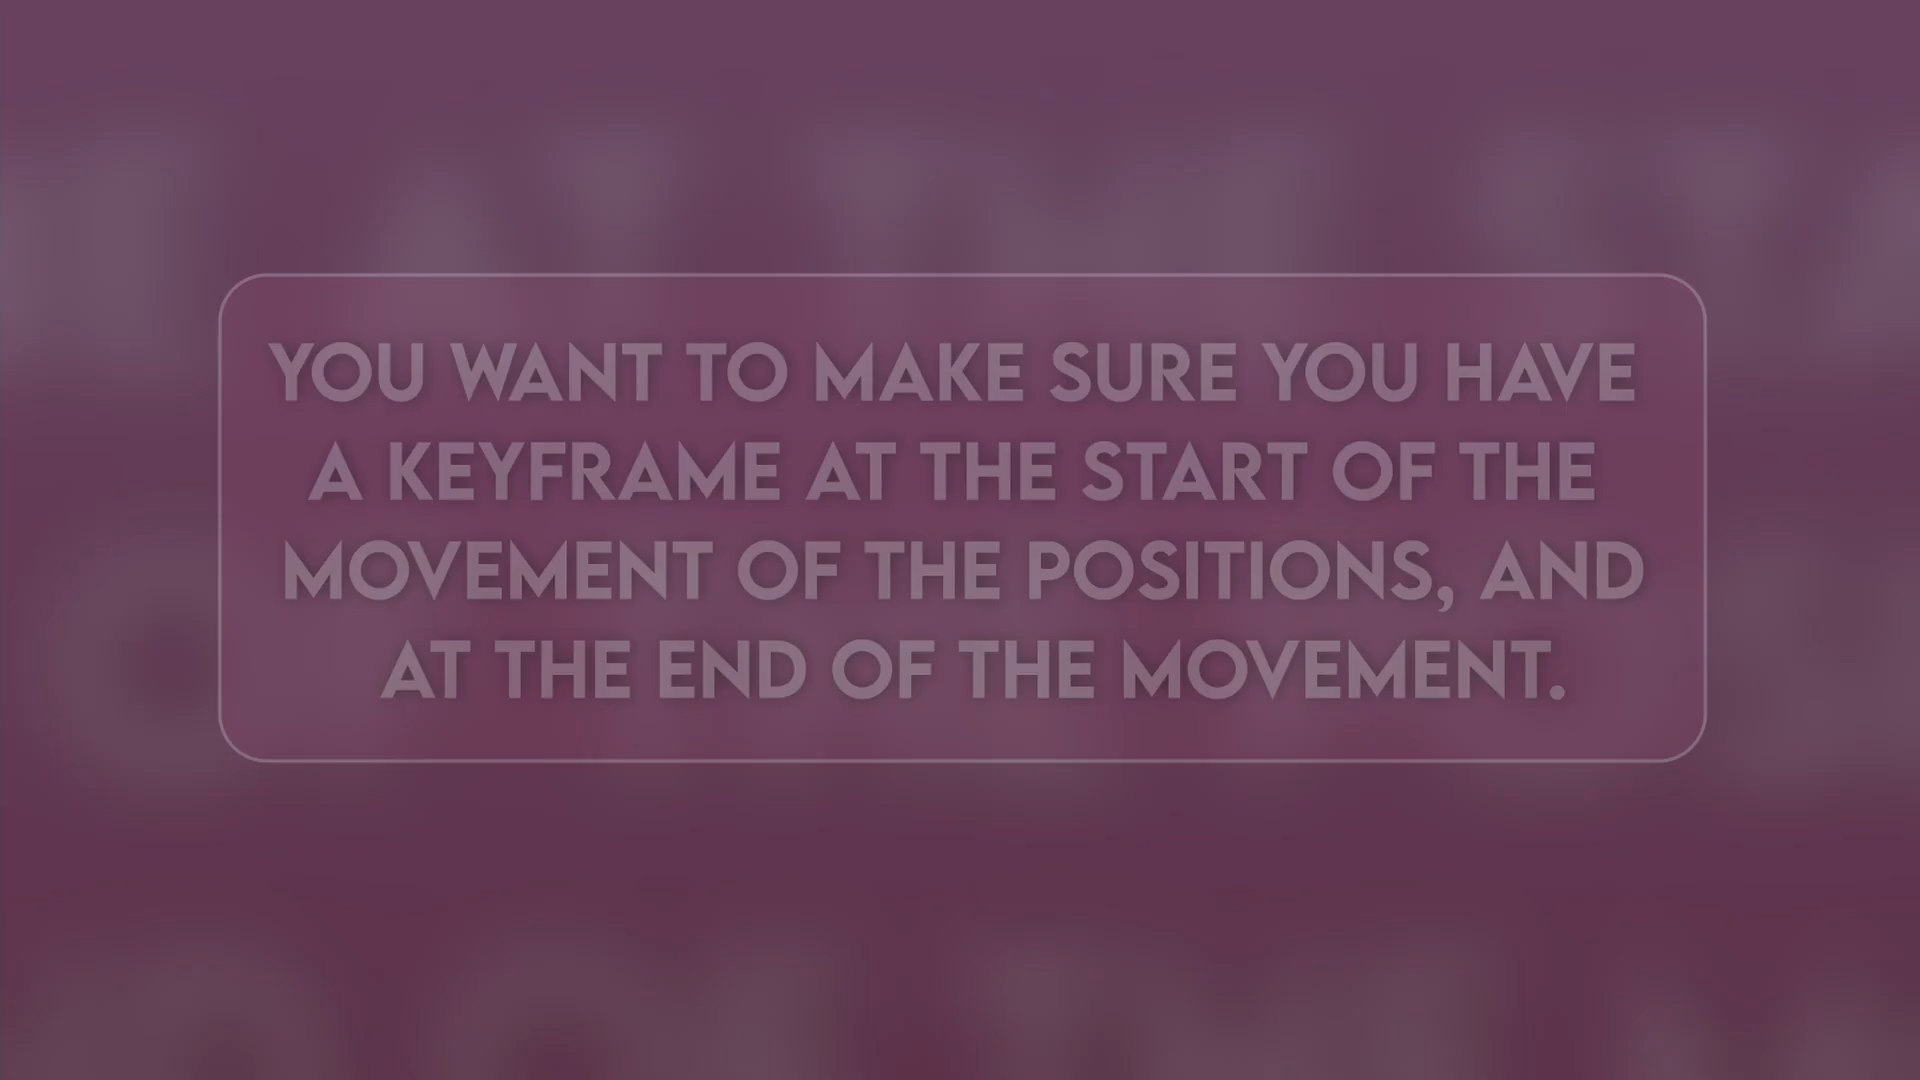 YOU WANT TO MAKE SURE YOU HAVE
A KEYFRAME AT THE START OF THE
MOVEMENT OF THE POSITIONS, AND
AT THE END OF THE MOVEMENT.